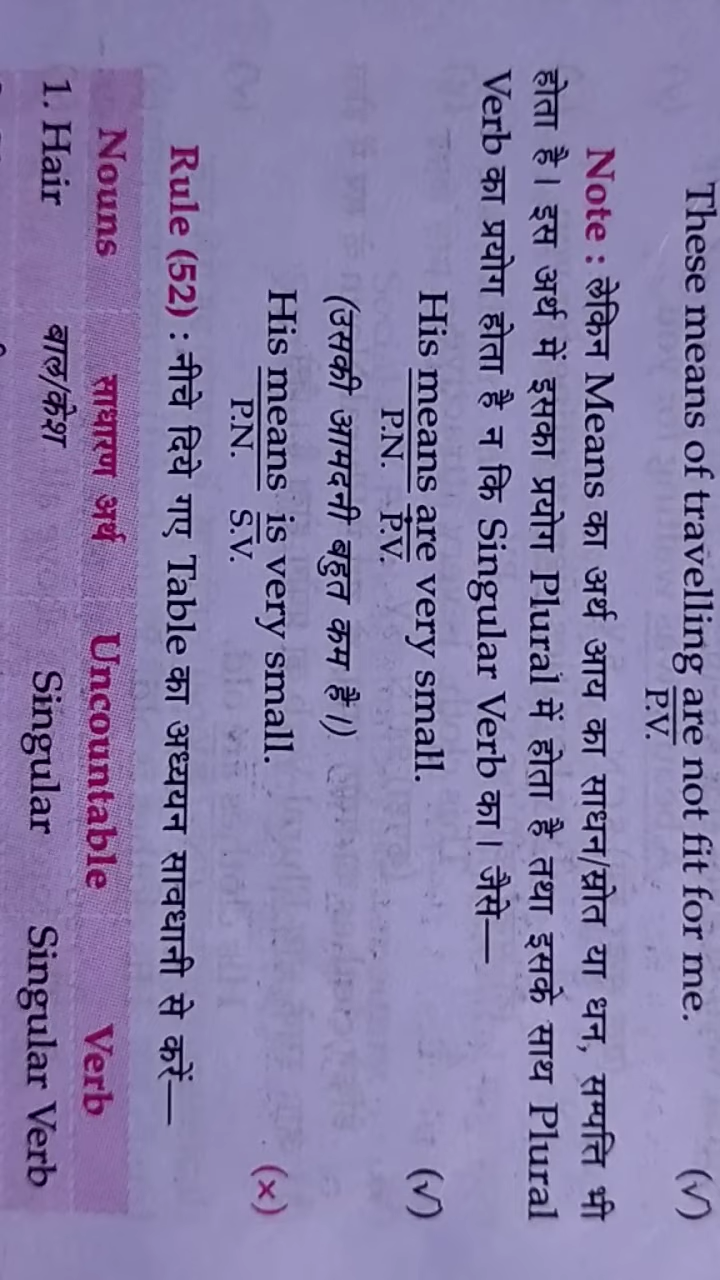 These means of travelling are not fit for me. (√)
P.V.
Note : लेकिन Means का अर्थ आय का साधन/स्रोत या धन, सम्पत्ति भी
होता है। इस अर्थ में इसका प्रयोग Plural में होता है तथा इसके साथ Plural
Verb का प्रयोग होता है न कि Singular Verb का। जैसे—
His means are very small. (√)
P.N. P.V.
(उसकी आमदनी बहुत कम है।)
His means is very small. (×)
P.N. S.V.
Rule (52) : नीचे दिये गए Table का अध्ययन सावधानी से करें—
Nouns साधारण अर्थ Uncountable Verb
1. Hair बाल/केश Singular Singular Verb